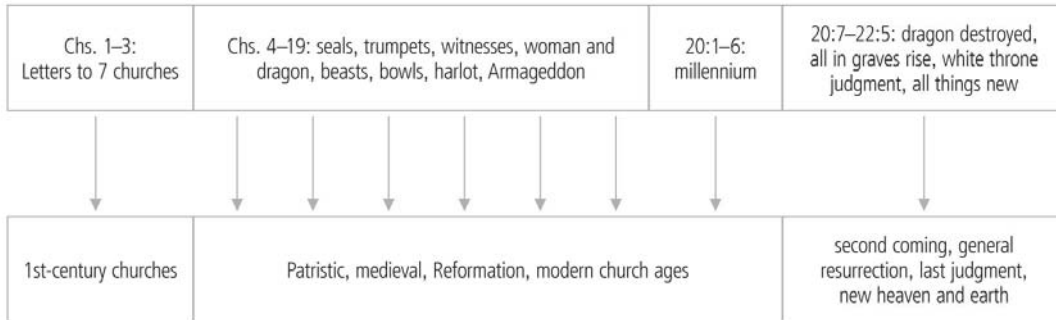 Chs. 1–3:
Letters to 7 churches
Chs. 4–19: seals, trumpets, witnesses, woman and
dragon, beasts, bowls, harlot, Armageddon
20:1–6:
millennium
20:7–22:5: dragon destroyed,
all in graves rise, white throne
judgment, all things new
1st-century churches
Patristic, medieval, Reformation, modern church ages
second coming, general
resurrection, last judgment,
new heaven and earth